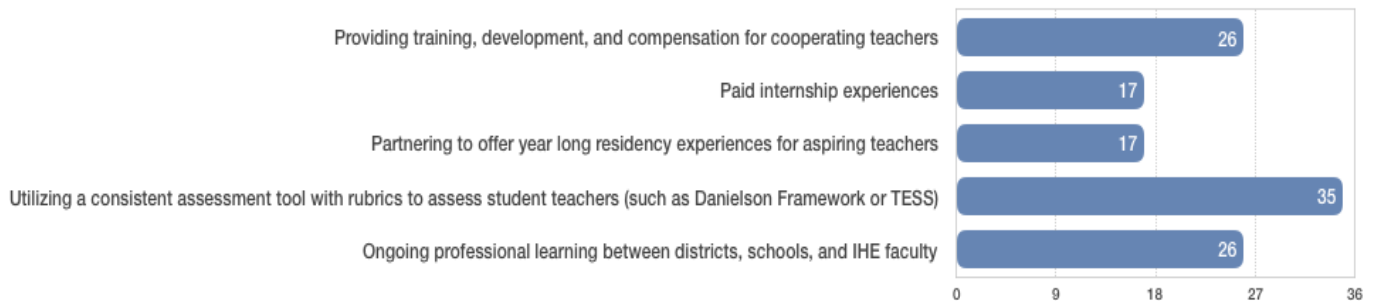 Providing training, development, and compensation for cooperating teachers 26
Paid internship experiences 17
Partnering to offer year long residency experiences for aspiring teachers 17
Utilizing a consistent assessment tool with rubrics to assess student teachers (such as Danielson Framework or TESS) 35
Ongoing professional learning between districts, schools, and IHE faculty 26
0 9 18 27 36